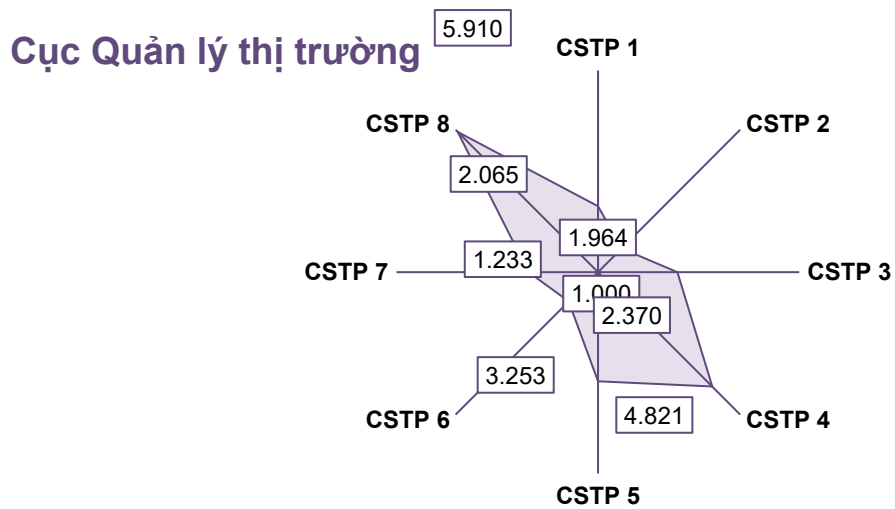 5.910
Cục Quản lý thị trường
CSTP 1
CSTP 8
CSTP 2
2.065
1.964
CSTP 7
1.233
CSTP 3
1.000
2.370
3.253
CSTP 6
4.821
CSTP 4
CSTP 5